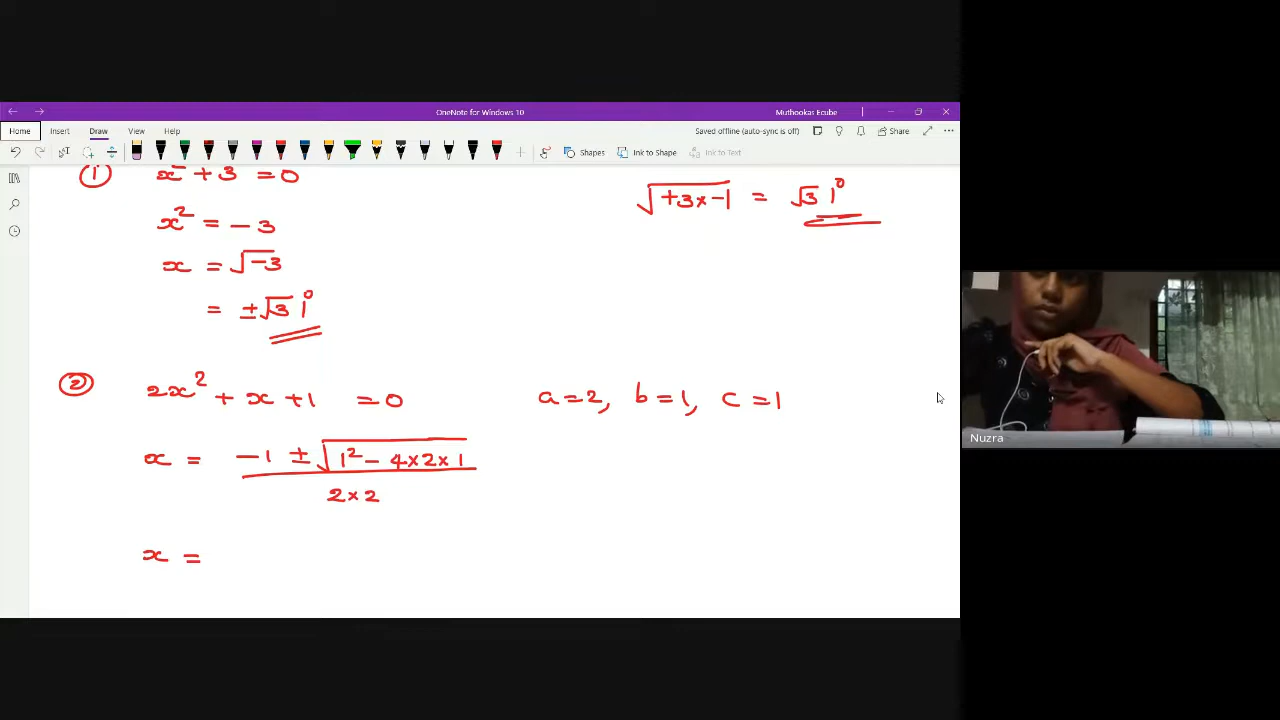 OneNote for Windows 10
Muthookas Ecube
Home Insert Draw View Help
Saved offline (auto-sync is off)
Share
Shapes
Ink to Shape
Ink to Text
① x² + 3 = 0
√+3×-1 = √3 i
x² = -3
x = √-3
= ±√3 i
② 2x² + x + 1 = 0
a = 2, b = 1, c = 1
x = -1 ± √1² - 4×2×1
2×2
x =
Nuzra